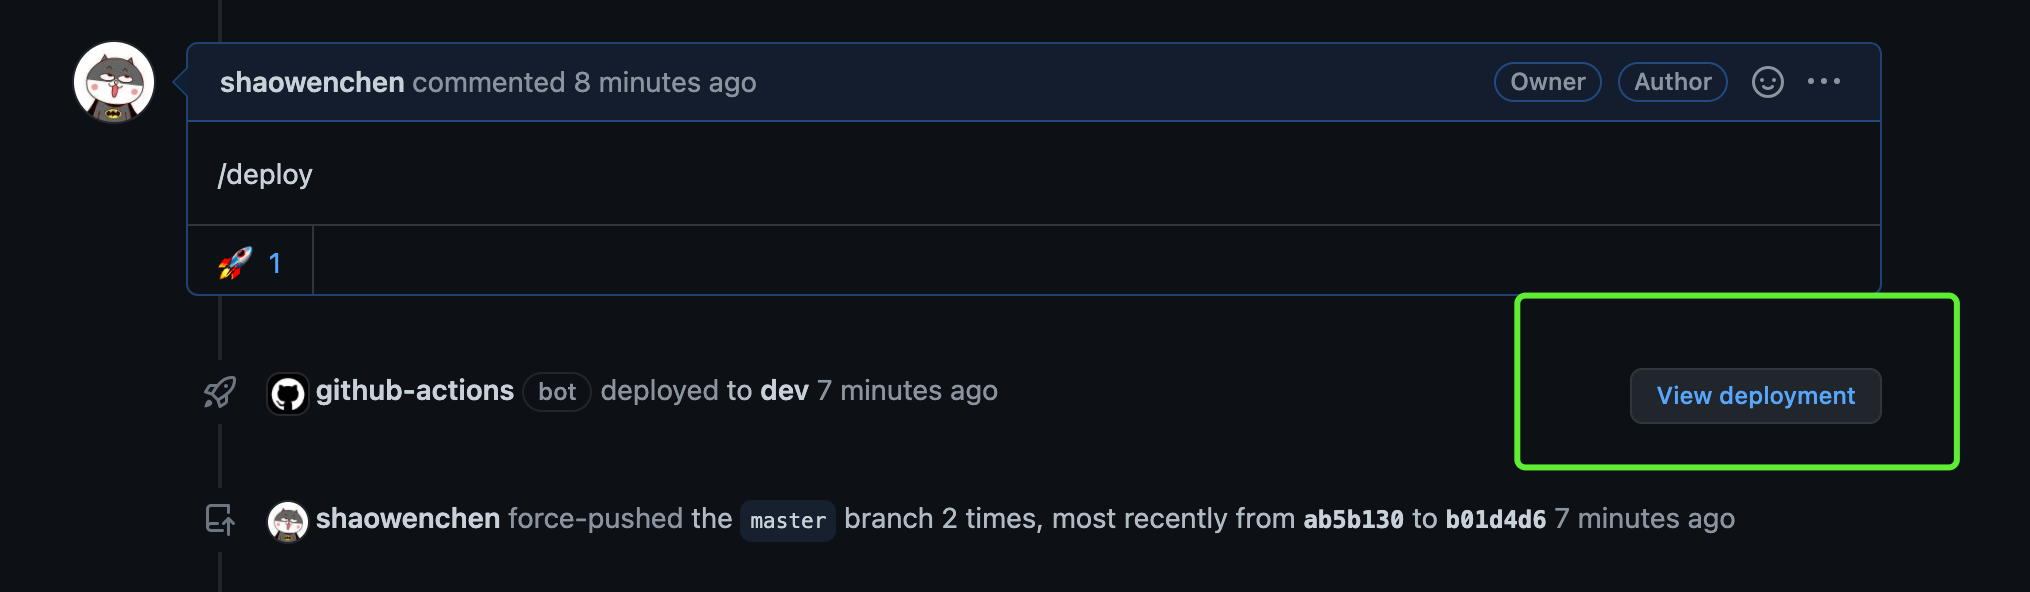 shaowenchen commented 8 minutes ago Owner Author
/deploy
1
github-actions bot deployed to dev 7 minutes ago View deployment
shaowenchen force-pushed the master branch 2 times, most recently from ab5b130 to b01d4d6 7 minutes ago